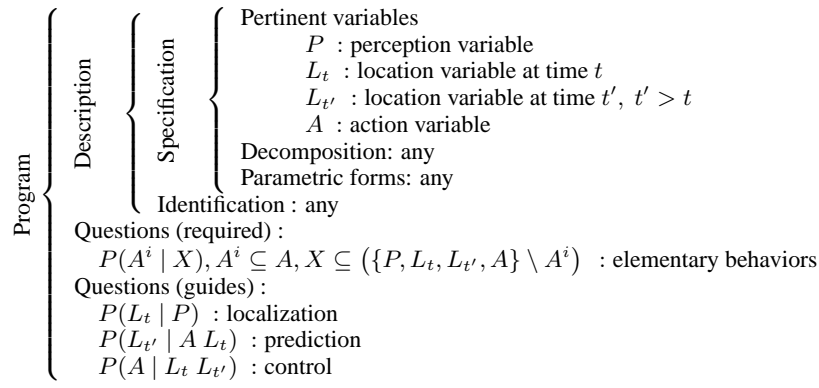 Program
Description
Specification
Pertinent variables
P : perception variable
L_t : location variable at time t
L_{t'} : location variable at time t', t' > t
A : action variable
Decomposition: any
Parametric forms: any
Identification : any
Questions (required) :
P(A^i | X), A^i ⊆ A, X ⊆ ({P, L_t, L_{t'}, A} \ A^i) : elementary behaviors
Questions (guides) :
P(L_t | P) : localization
P(L_{t'} | A L_t) : prediction
P(A | L_t L_{t'}) : control